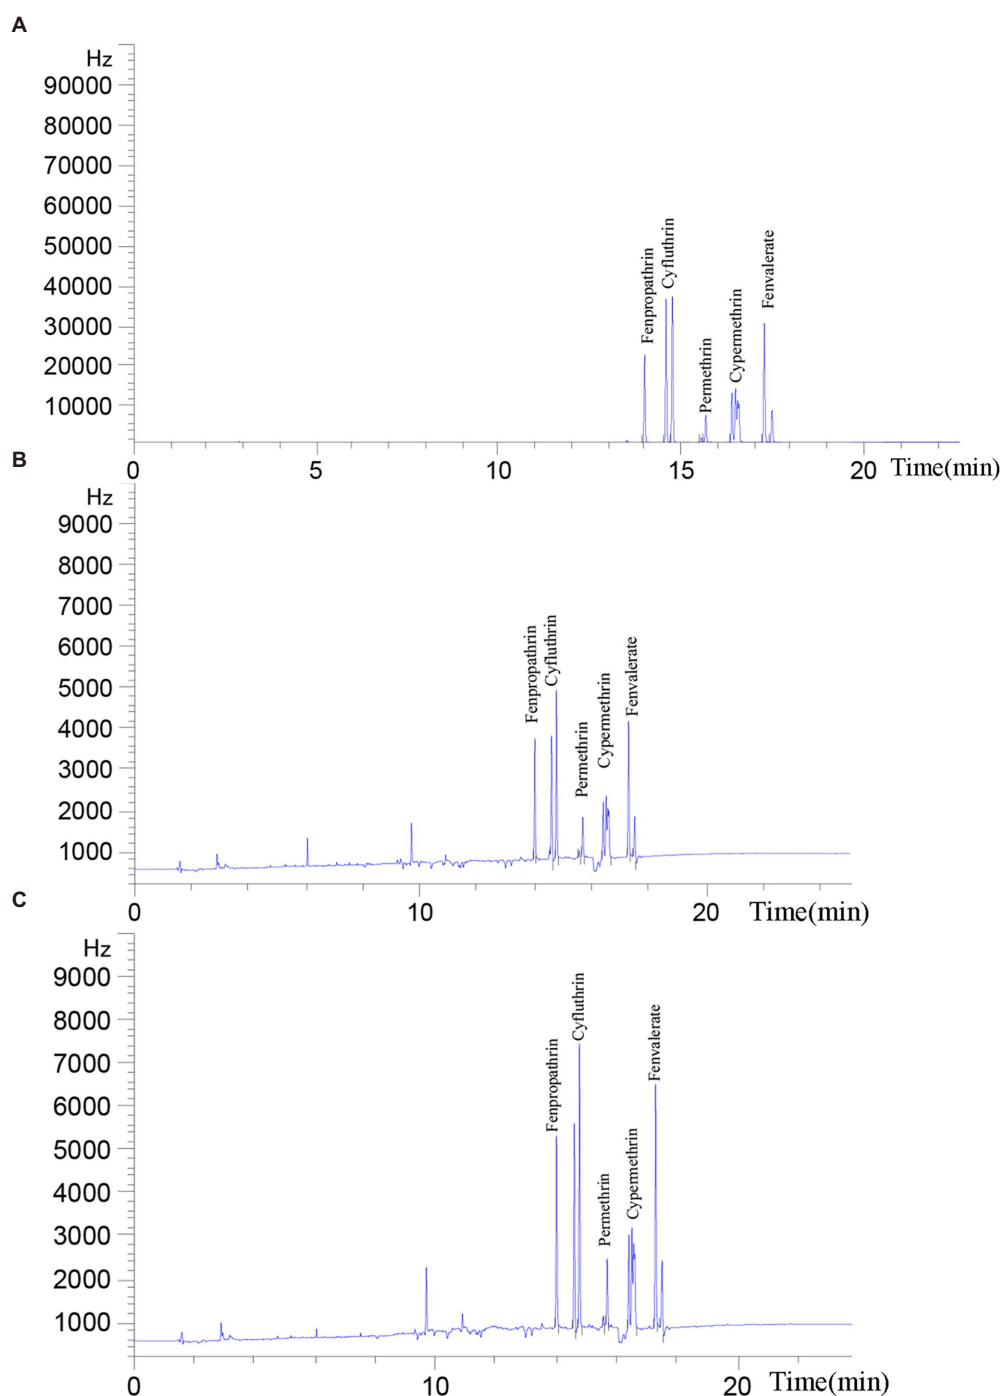 A
Hz
90000
80000
70000
60000
50000
40000
30000
20000
10000
Fenpropathrin
Cyfluthrin
Permethrin
Cypermethrin
Fenvalerate
0 5 10 15 20 Time(min)
B
Hz
9000
8000
7000
6000
5000
4000
3000
2000
1000
Fenpropathrin
Cyfluthrin
Permethrin
Cypermethrin
Fenvalerate
0 10 20 Time(min)
C
Hz
9000
8000
7000
6000
5000
4000
3000
2000
1000
Fenpropathrin
Cyfluthrin
Permethrin
Cypermethrin
Fenvalerate
0 10 20 Time(min)